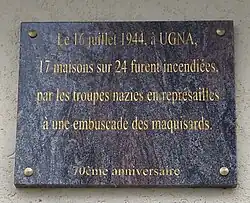 Le 16 juillet 1944, à UGNA,
17 maisons sur 24 furent incendiées,
par les troupes nazies en représailles
à une embuscade des maquisards.
70ème anniversaire